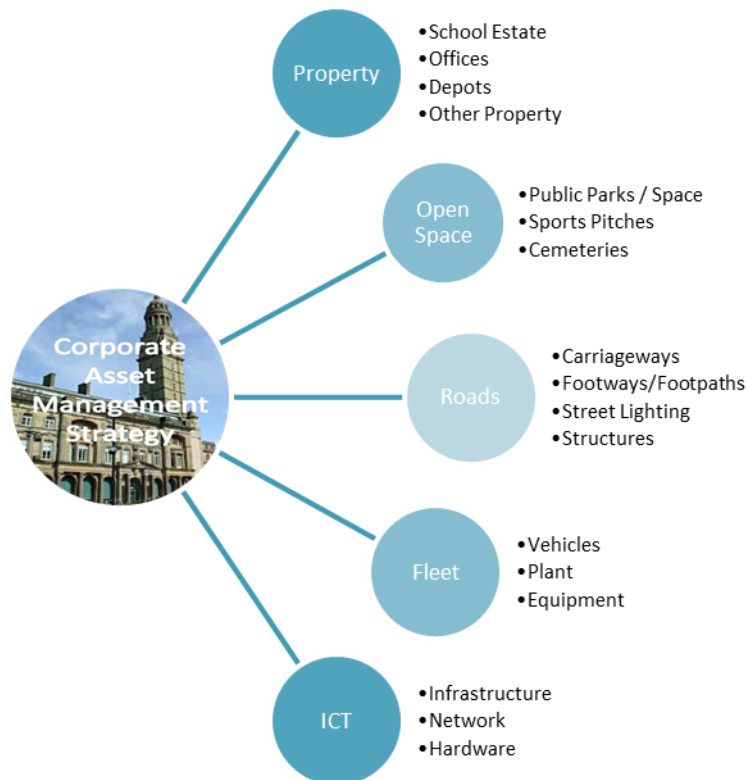 Corporate
Asset
Management
Strategy
Property
•School Estate
•Offices
•Depots
•Other Property
Open
Space
•Public Parks / Space
•Sports Pitches
•Cemeteries
Roads
•Carriageways
•Footways/Footpaths
•Street Lighting
•Structures
Fleet
•Vehicles
•Plant
•Equipment
ICT
•Infrastructure
•Network
•Hardware